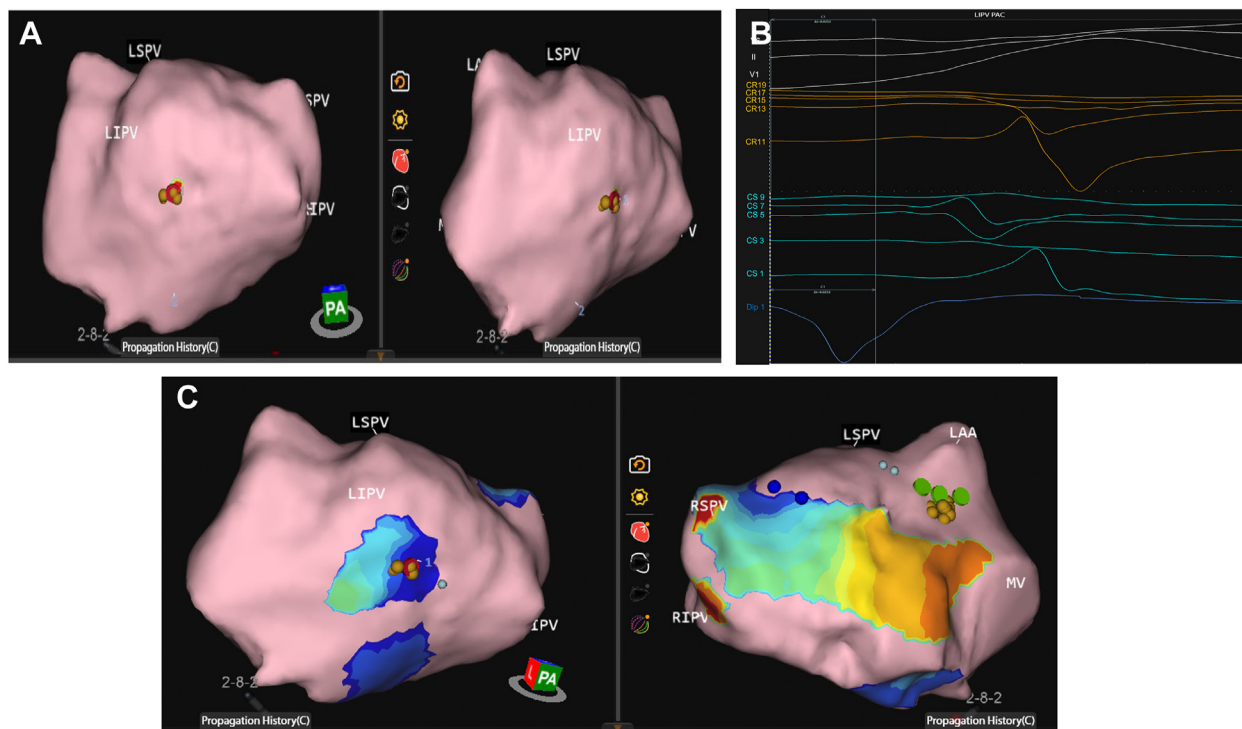 A
LSPV
LIPV
SPV
PA
2-8-2
Propagation History(C)
LA
LSPV
LIPV
V
2
2-8-2
Propagation History(C)
B
LIPV PAC
II
V1
CR19
CR17
CR15
CR13
CR11
CS 9
CS 7
CS 5
CS 3
CS 1
Dip 1
C
LSPV
LIPV
1
IPV
L PA
2-8-2
Propagation History(C)
LSPV
LAA
RSPV
MV
RIPV
2-8-2
Propagation History(C)